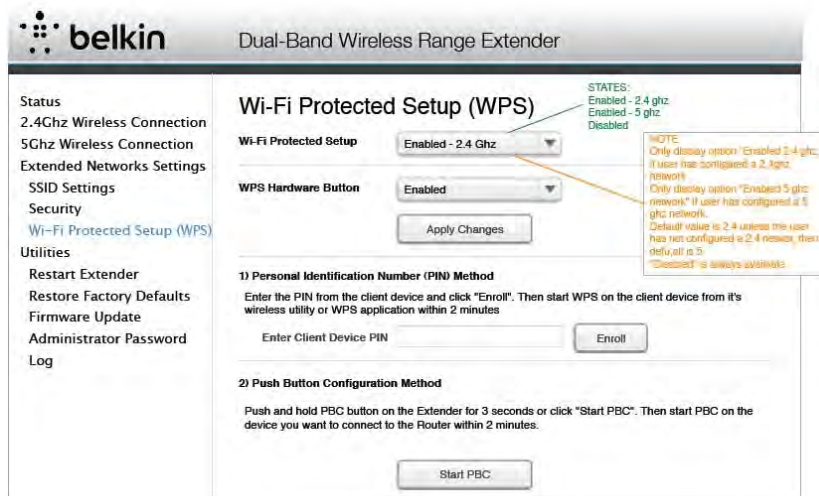 belkin
Dual-Band Wireless Range Extender
Status
2.4Ghz Wireless Connection
5Ghz Wireless Connection
Extended Networks Settings
SSID Settings
Security
Wi-Fi Protected Setup (WPS)
Utilities
Restart Extender
Restore Factory Defaults
Firmware Update
Administrator Password
Log
Wi-Fi Protected Setup (WPS)
Wi-Fi Protected Setup
Enabled - 2.4 Ghz
STATES:
Enabled - 2.4 ghz
Enabled - 5 ghz
Disabled
NOTE
Only display option "Enabled 2.4 ghz
if user has configured a 2.4ghz
network
Only display option "Enabled 5 ghz
network" if user has configured a 5
ghz network.
Default value is 2.4 unless the user
has not configured a 2.4 networ, then
is 5.
"Disabled" is always available
WPS Hardware Button
Enabled
Apply Changes
1) Personal Identification Number (PIN) Method
Enter the PIN from the client device and click "Enroll". Then start WPS on the client device from it's
wireless utility or WPS application within 2 minutes
Enter Client Device PIN
Enroll
2) Push Button Configuration Method
Push and hold PBC button on the Extender for 3 seconds or click "Start PBC". Then start PBC on the
device you want to connect to the Router within 2 minutes.
Start PBC